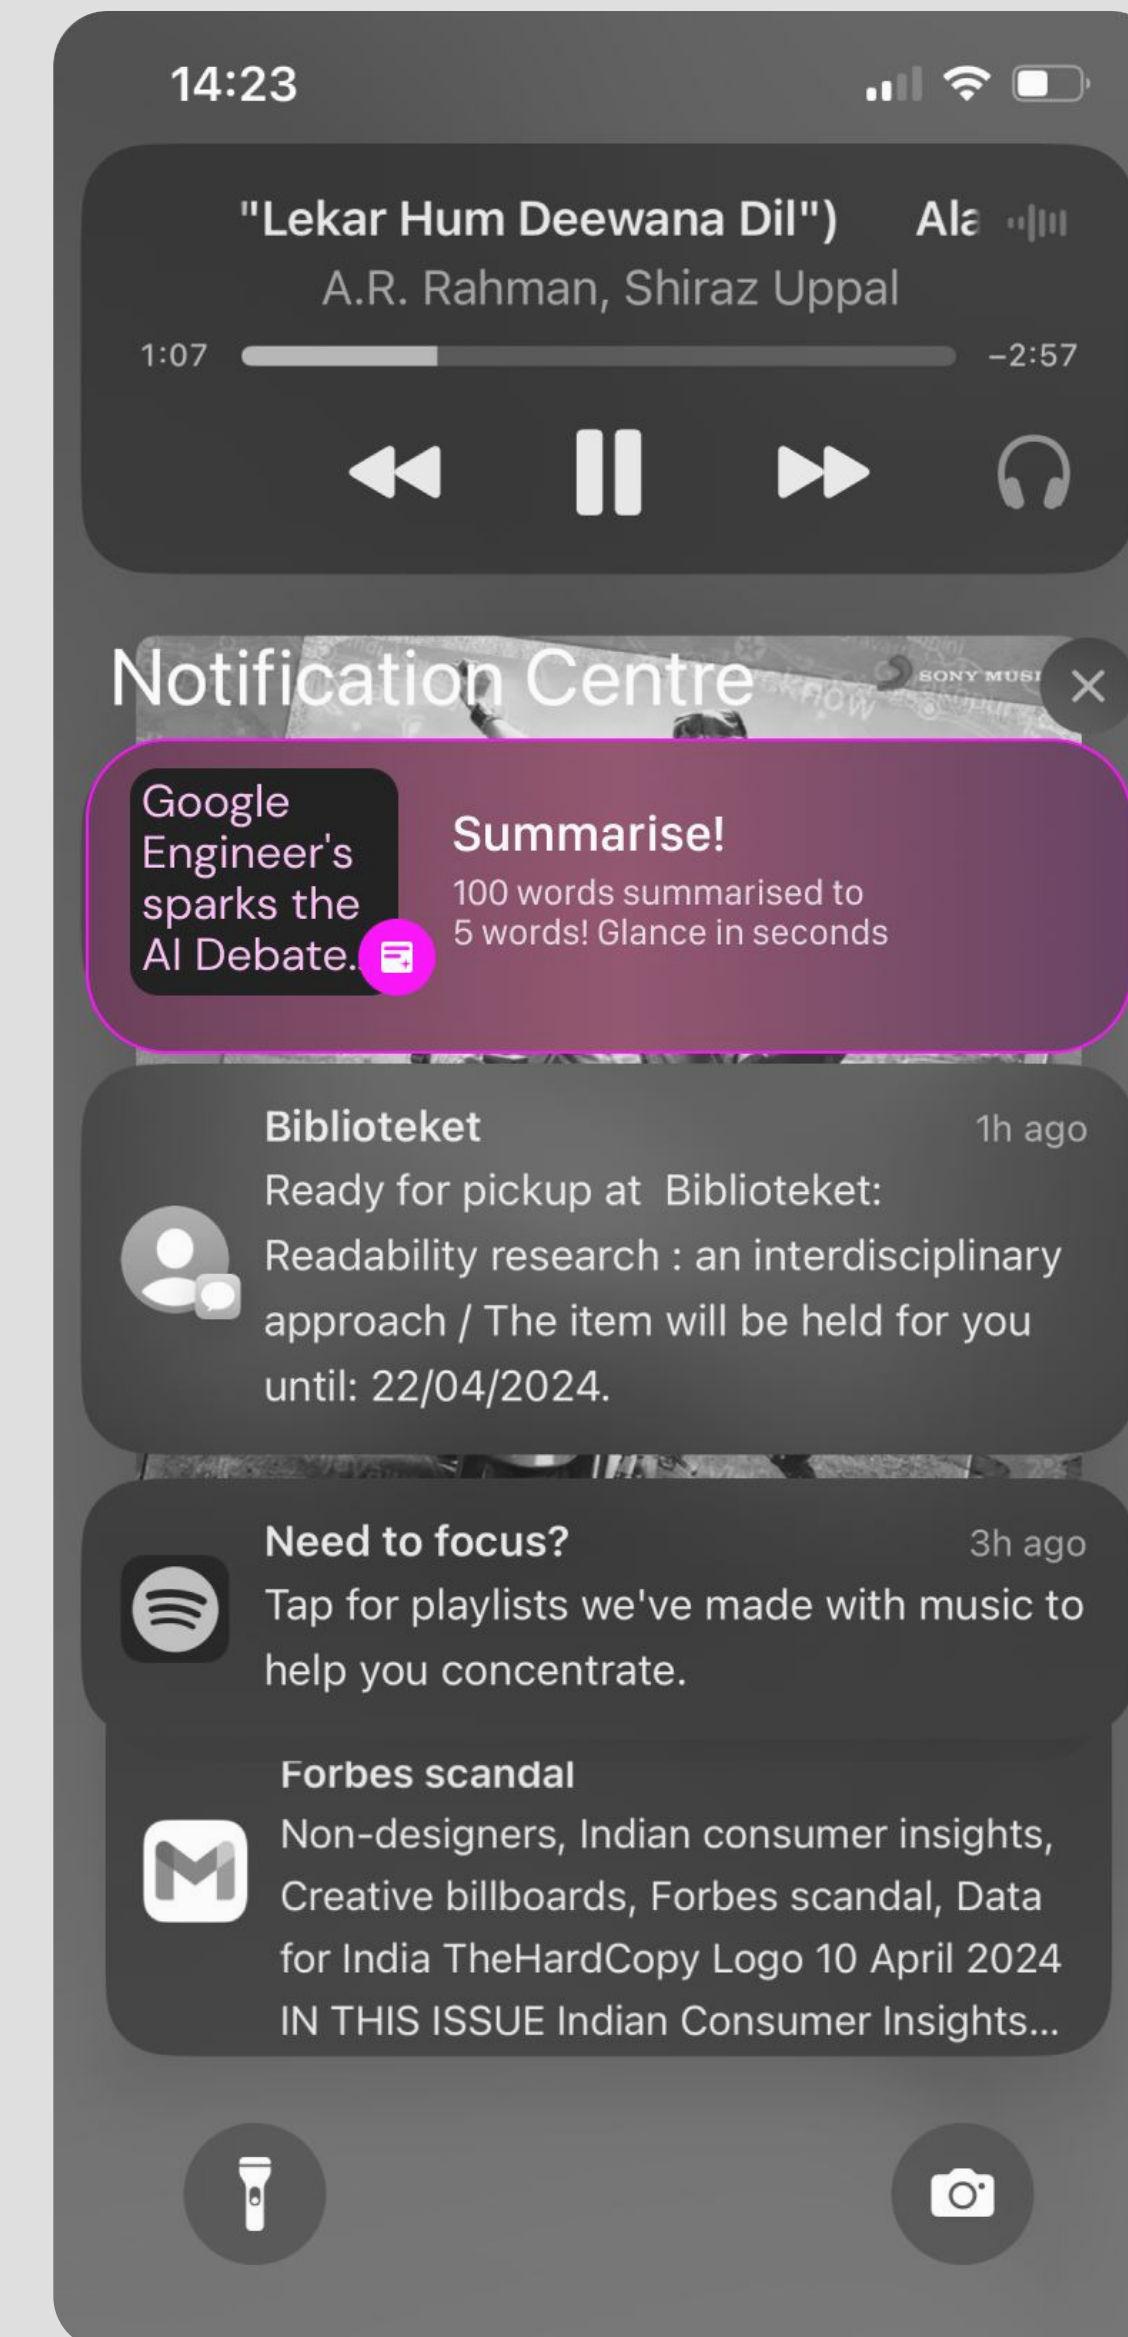 14:23
"Lekar Hum Deewana Dil") Ala
A.R. Rahman, Shiraz Uppal
1:07 −2:57
Notification Centre
SONY MUSI
KNOW
Google
Engineer's
sparks the
AI Debate..
Summarise!
100 words summarised to
5 words! Glance in seconds
Biblioteket 1h ago
Ready for pickup at Biblioteket:
Readability research : an interdisciplinary
approach / The item will be held for you
until: 22/04/2024.
Need to focus? 3h ago
Tap for playlists we've made with music to
help you concentrate.
Forbes scandal
Non-designers, Indian consumer insights,
Creative billboards, Forbes scandal, Data
for India TheHardCopy Logo 10 April 2024
IN THIS ISSUE Indian Consumer Insights...